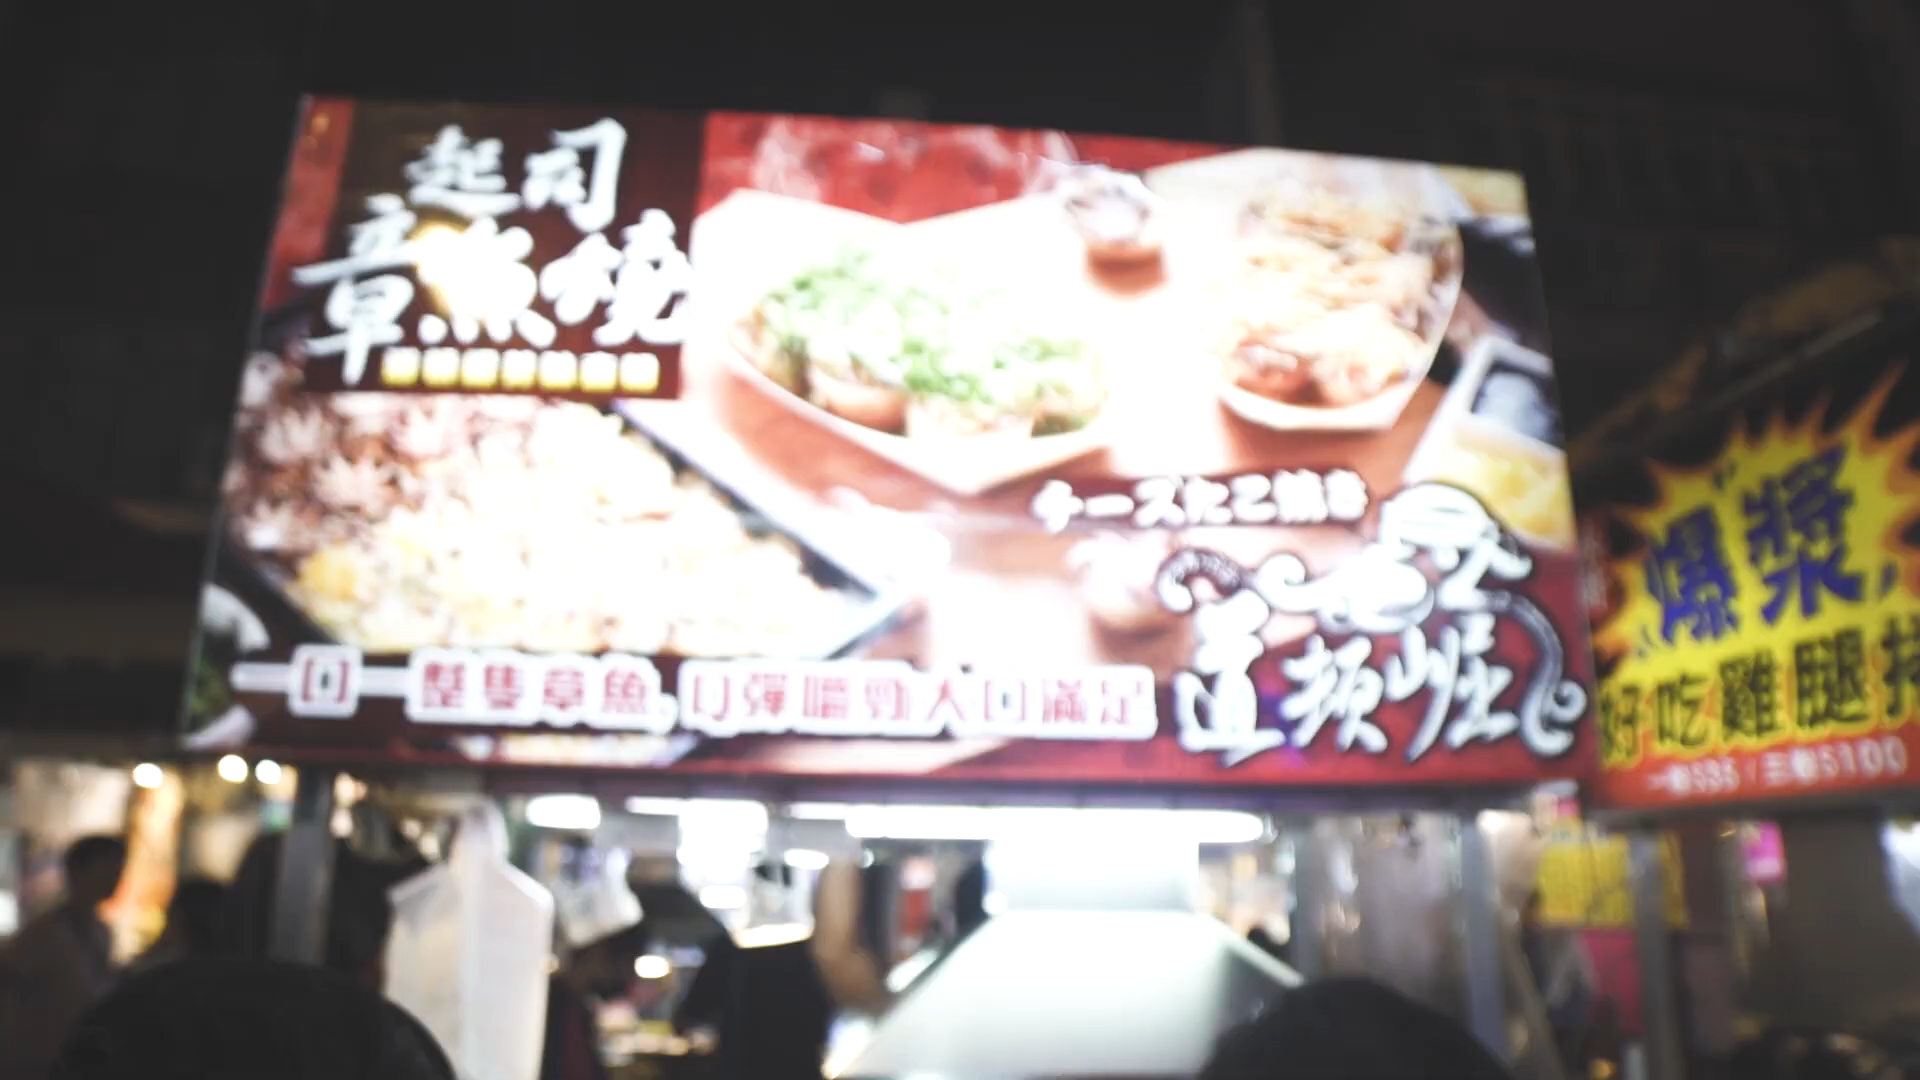 起司
章魚燒
チーズたこ焼き
道頓崛
一口一整隻章魚,Q彈嚼勁大口滿足
爆漿
好吃雞腿排